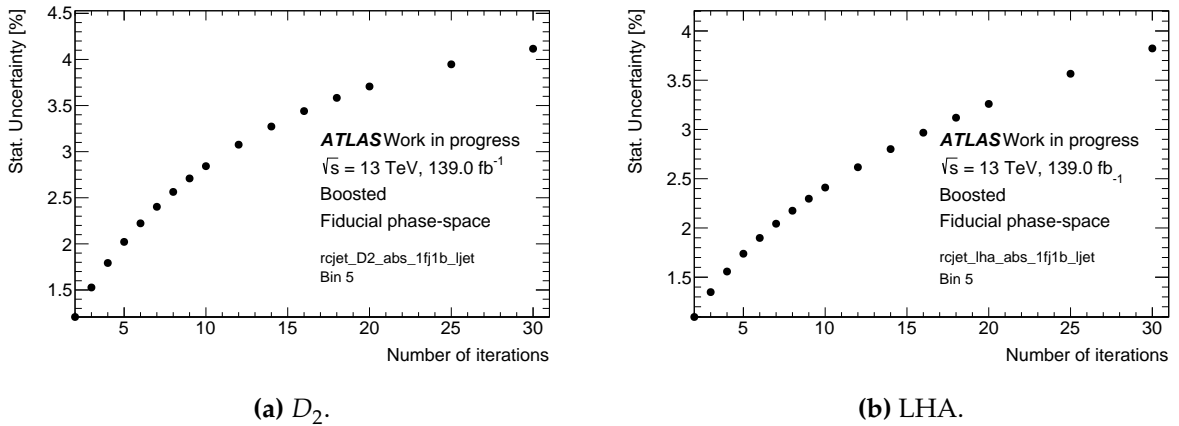 Stat. Uncertainty [%]
4.5
4
3.5
3
2.5
2
1.5
ATLAS Work in progress
√s = 13 TeV, 139.0 fb⁻¹
Boosted
Fiducial phase-space
rcjet_D2_abs_1fj1b_ljet
Bin 5
5 10 15 20 25 30
Number of iterations
(a) D₂.
Stat. Uncertainty [%]
4
3.5
3
2.5
2
1.5
ATLAS Work in progress
√s = 13 TeV, 139.0 fb⁻¹
Boosted
Fiducial phase-space
rcjet_lha_abs_1fj1b_ljet
Bin 5
5 10 15 20 25 30
Number of iterations
(b) LHA.